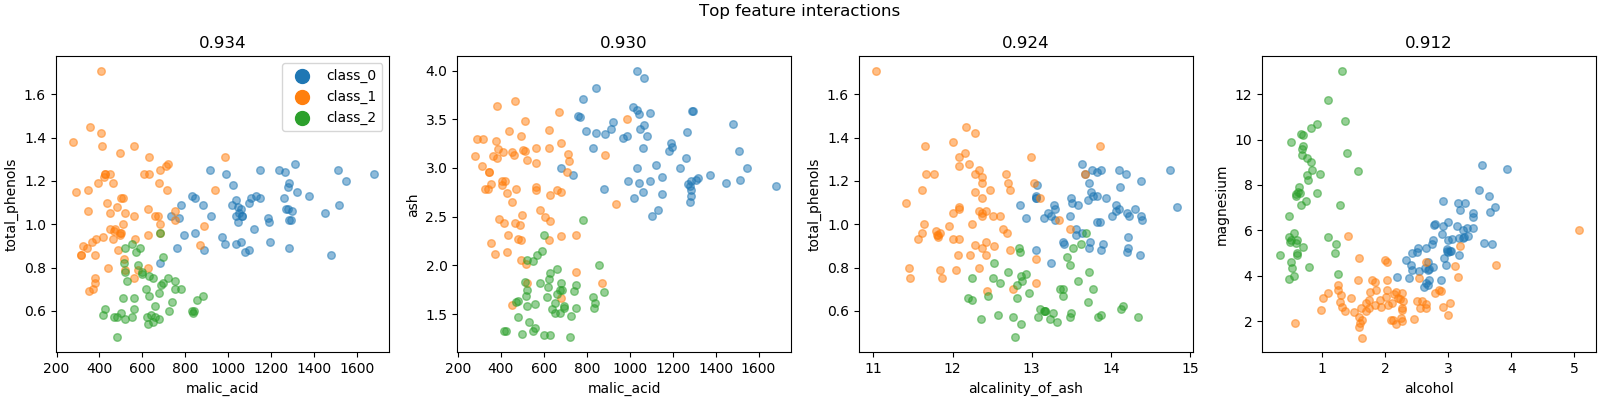 Top feature interactions
0.934
class_0
class_1
class_2
1.6
1.4
1.2
1.0
0.8
0.6
total_phenols
200 400 600 800 1000 1200 1400 1600
malic_acid
0.930
4.0
3.5
3.0
2.5
2.0
1.5
ash
200 400 600 800 1000 1200 1400 1600
malic_acid
0.924
1.6
1.4
1.2
1.0
0.8
0.6
total_phenols
11 12 13 14 15
alcalinity_of_ash
0.912
12
10
8
6
4
2
magnesium
1 2 3 4 5
alcohol